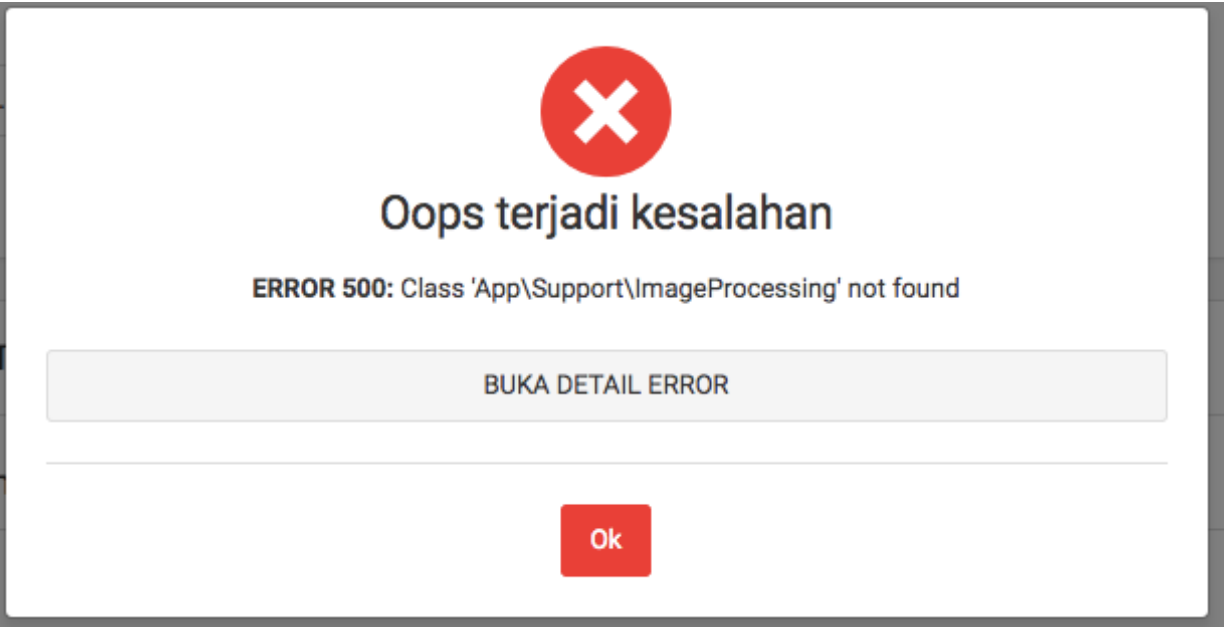 Oops terjadi kesalahan
ERROR 500: Class 'App\Support\ImageProcessing' not found
BUKA DETAIL ERROR
Ok